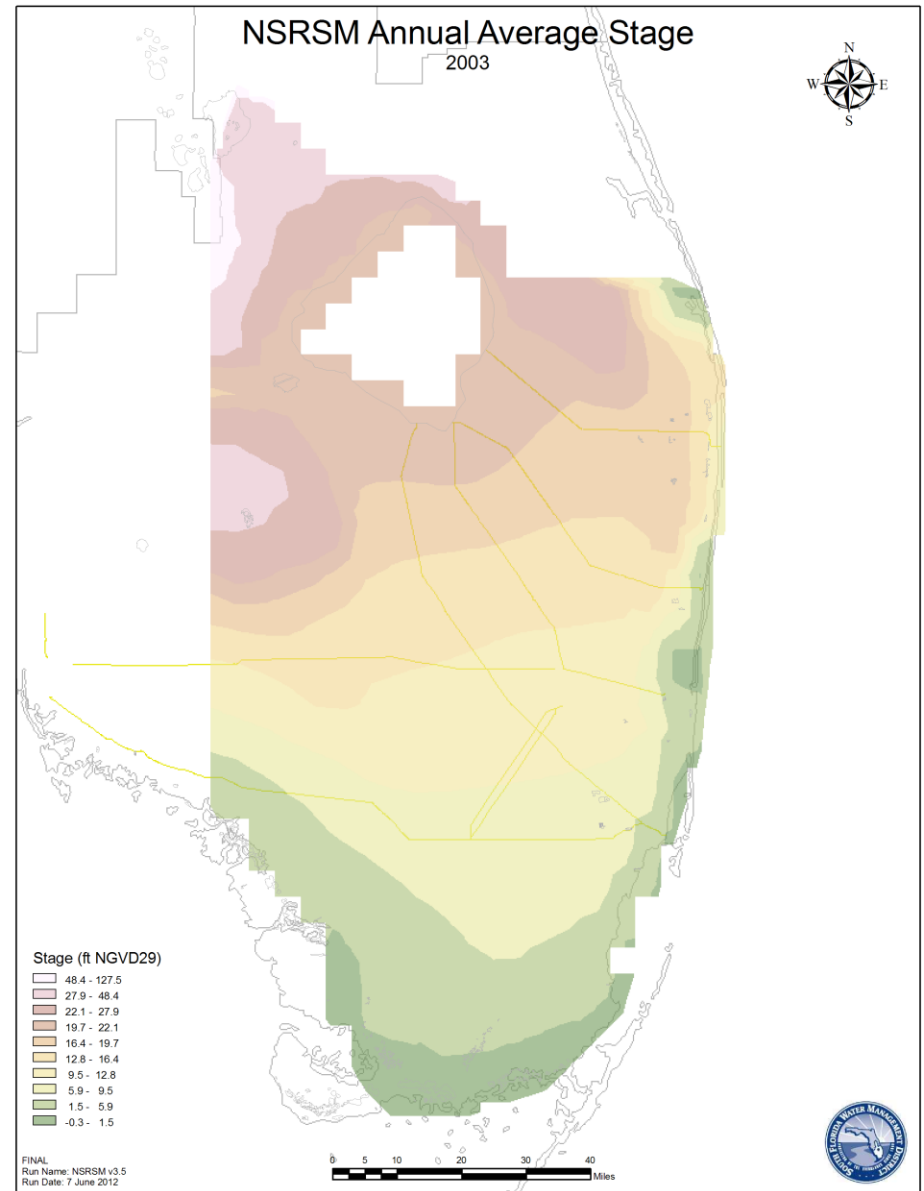 NSRSM Annual Average Stage
2003
N
W E
S
Stage (ft NGVD29)
48.4 - 127.5
27.9 - 48.4
22.1 - 27.9
19.7 - 22.1
16.4 - 19.7
12.8 - 16.4
9.5 - 12.8
5.9 - 9.5
1.5 - 5.9
-0.3 - 1.5
FINAL
Run Name: NSRSM v3.5
Run Date: 7 June 2012
0 5 10 20 30 40
Miles
SOUTH FLORIDA WATER MANAGEMENT DISTRICT